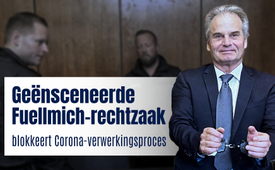 Geënsceneerde
Fuellmich-rechtzaak
blokkeert Corona-verwerkingsproces